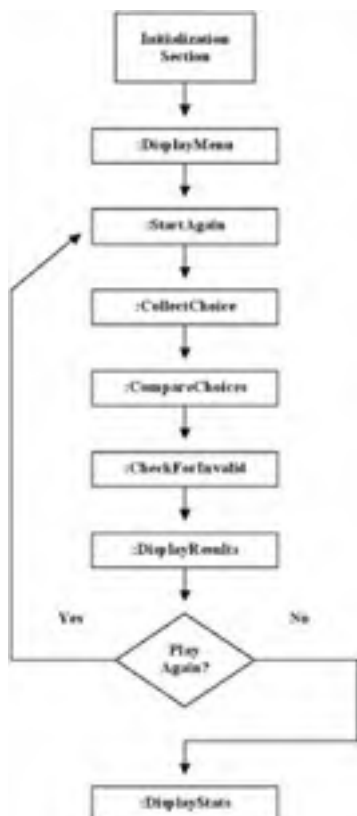 Initialization
Section
:DisplayMenu
:StartAgain
:CollectChoice
:CompareChoices
:CheckForInvalid
:DisplayResults
Yes
No
Play
Again?
:DisplayStats